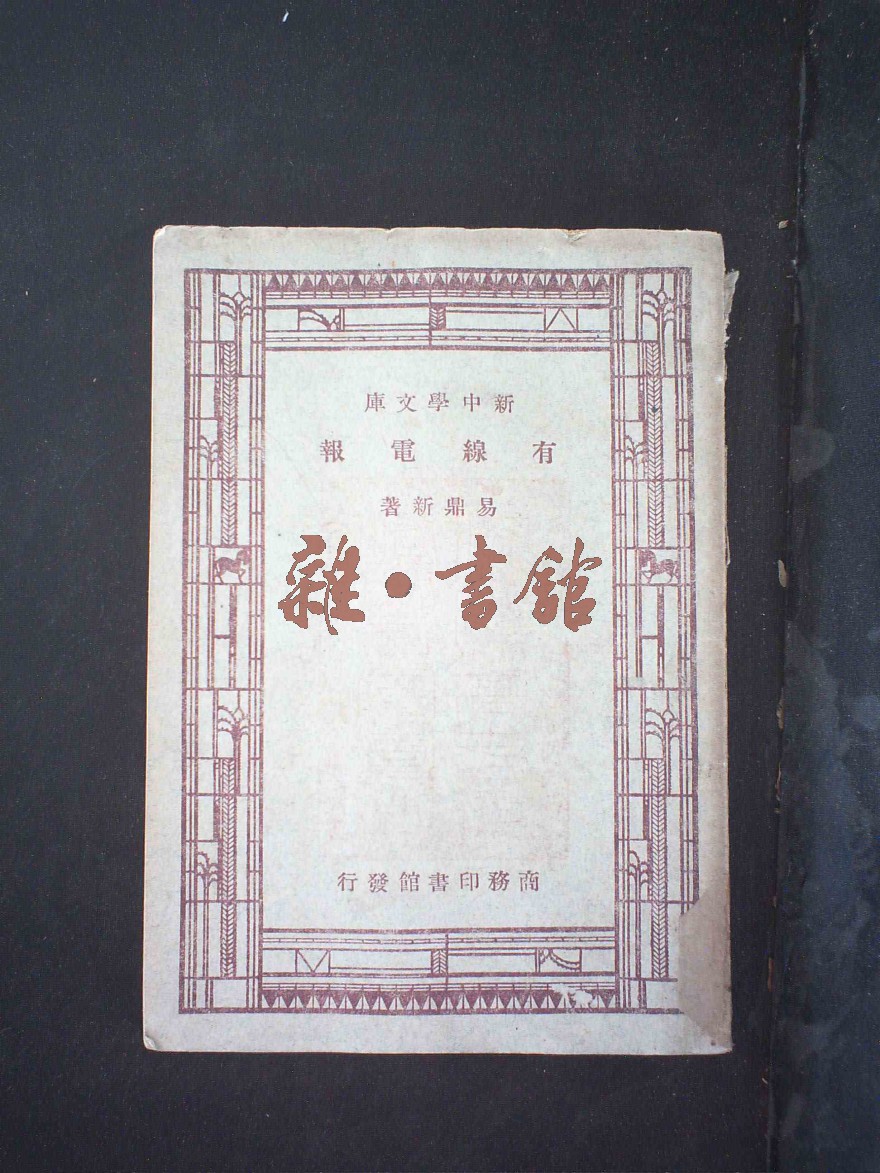 新中學文庫
有線電報
易鼎新著
雜·書館
商務印書館發行